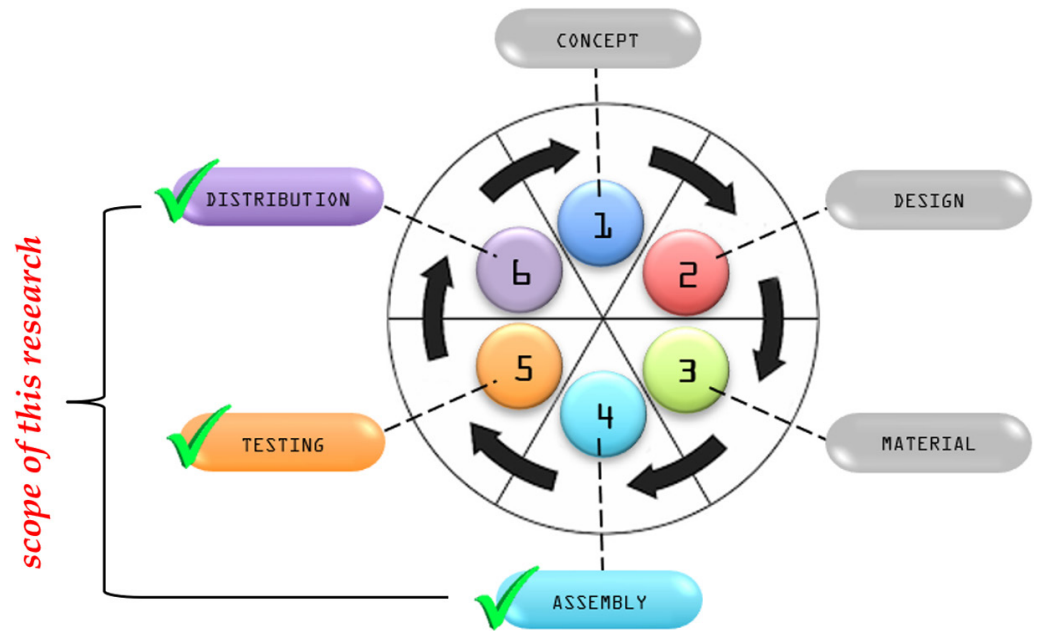 CONCEPT
DISTRIBUTION
DESIGN
1
6
2
5
3
4
TESTING
MATERIAL
ASSEMBLY
scope of this research